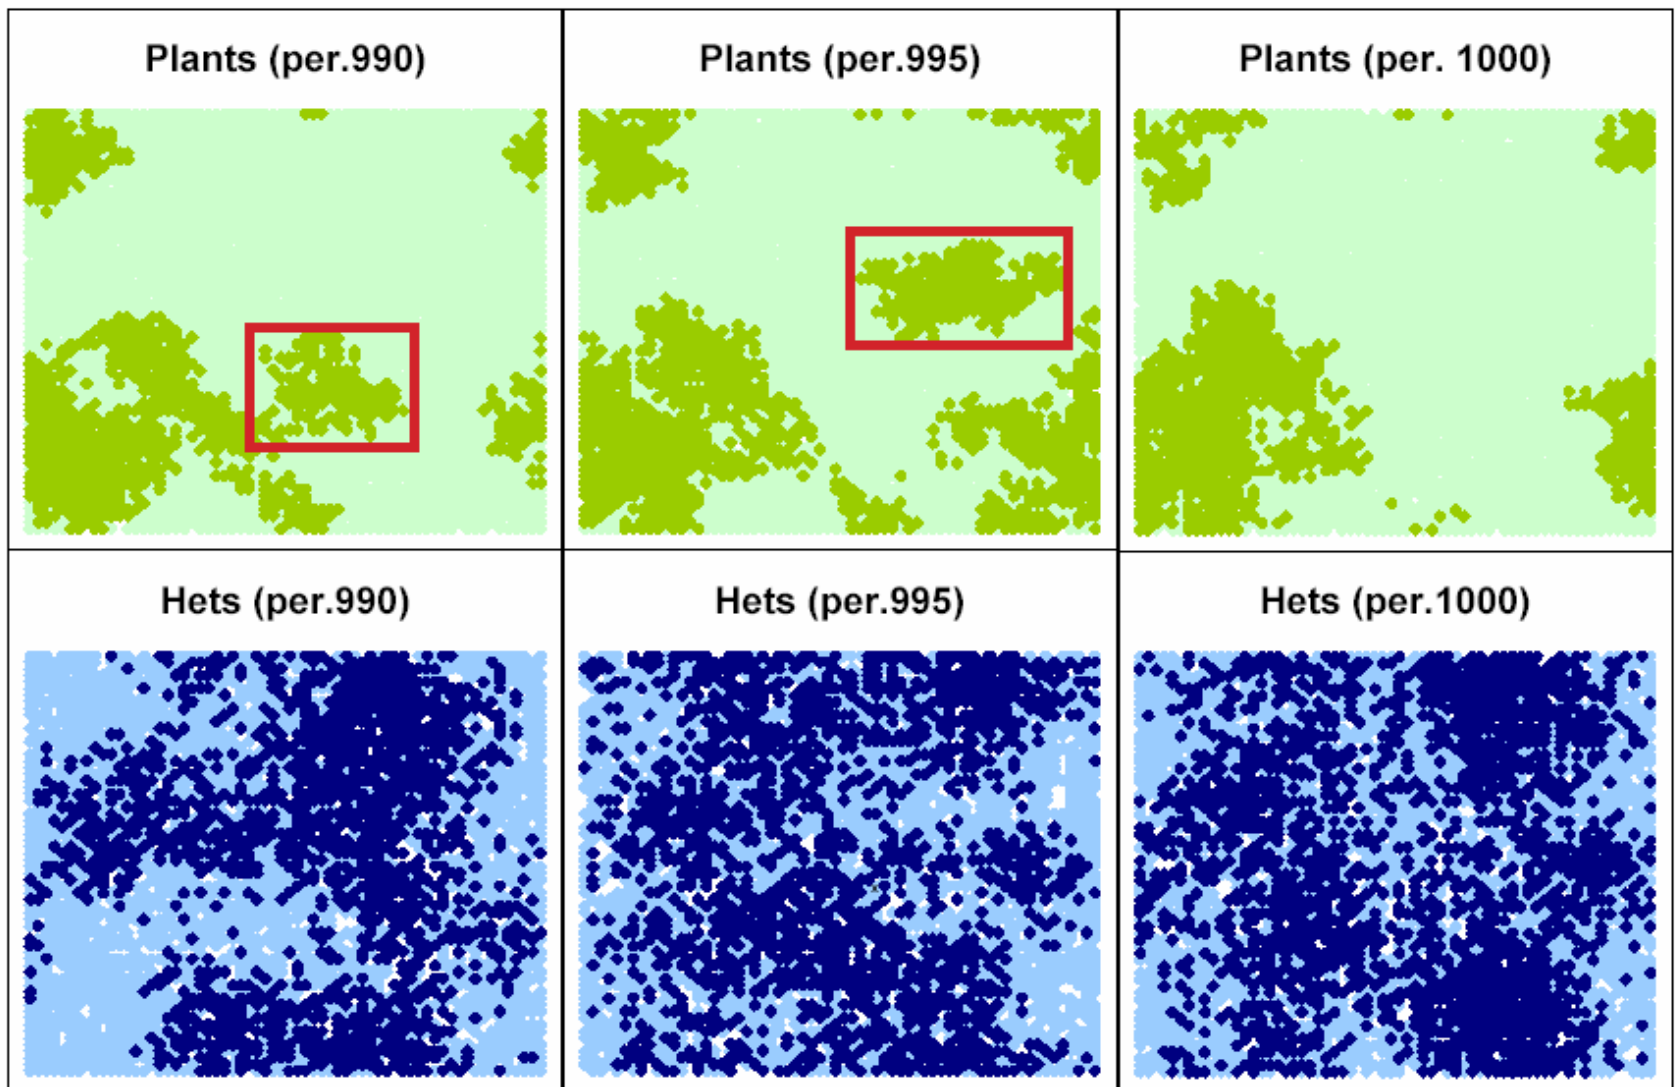 Plants (per.990)
Plants (per.995)
Plants (per. 1000)
Hets (per.990)
Hets (per.995)
Hets (per.1000)